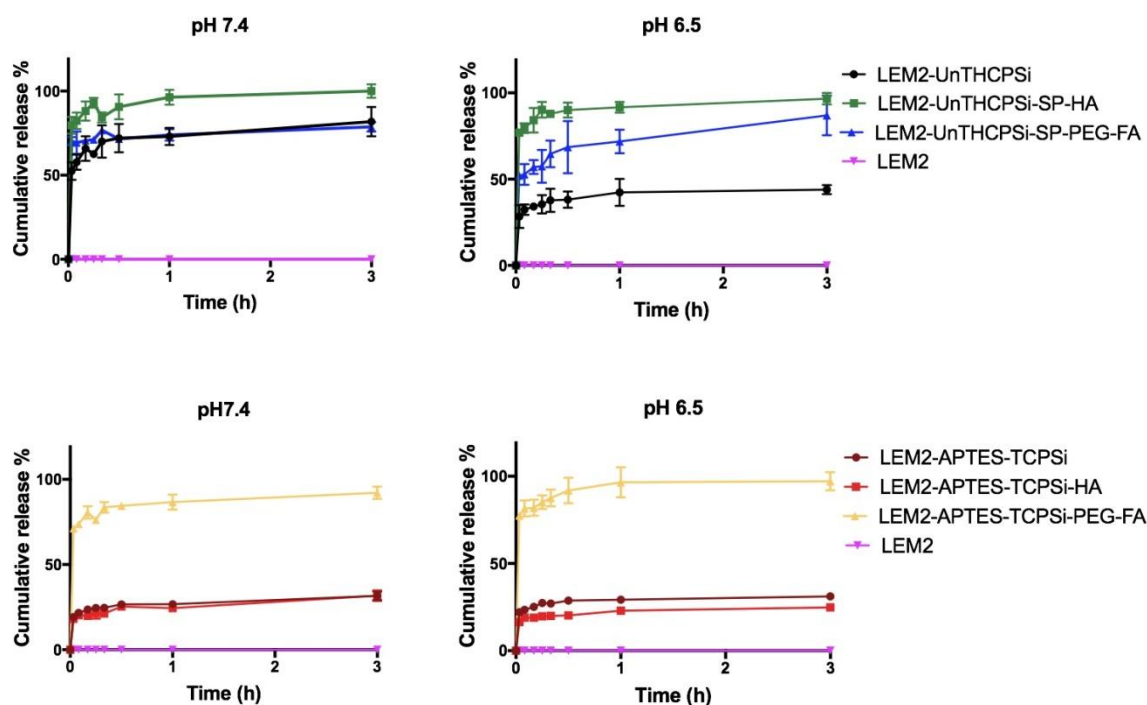 pH 7.4
Cumulative release %
100
50
0
0
1
2
3
Time (h)
pH 6.5
Cumulative release %
100
50
0
0
1
2
3
Time (h)
LEM2-UnTHCPSi
LEM2-UnTHCPSi-SP-HA
LEM2-UnTHCPSi-SP-PEG-FA
LEM2
pH7.4
Cumulative release %
100
50
0
0
1
2
3
Time (h)
pH 6.5
Cumulative release %
100
50
0
0
1
2
3
Time (h)
LEM2-APTES-TCPSi
LEM2-APTES-TCPSi-HA
LEM2-APTES-TCPSi-PEG-FA
LEM2